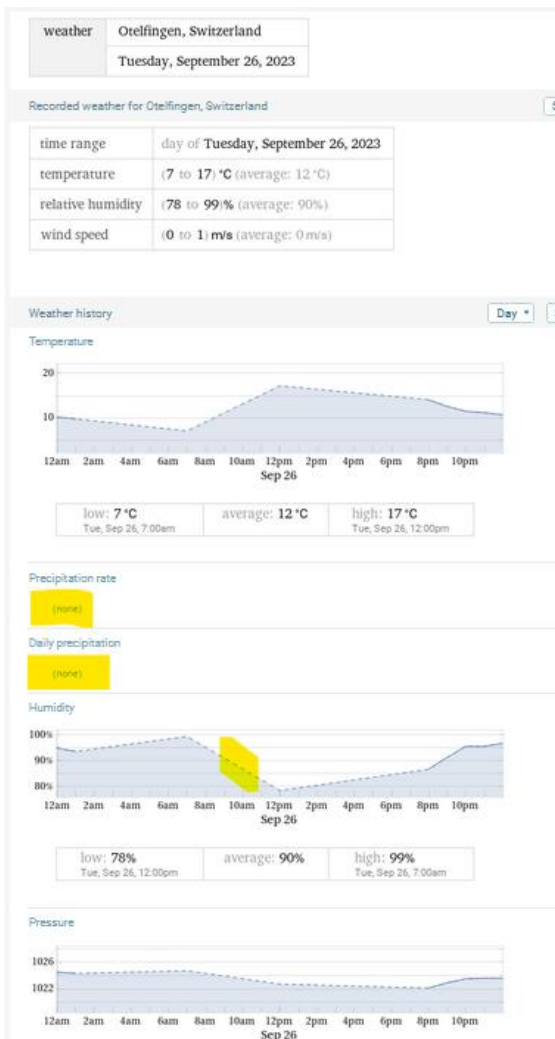 weather Otelfingen, Switzerland
Tuesday, September 26, 2023
Recorded weather for Otelfingen, Switzerland
time range day of Tuesday, September 26, 2023
temperature (7 to 17) °C (average: 12 °C)
relative humidity (78 to 99)% (average: 90%)
wind speed (0 to 1) m/s (average: 0 m/s)
Weather history Day
Temperature
20
10
12am 2am 4am 6am 8am 10am 12pm 2pm 4pm 6pm 8pm 10pm
Sep 26
low: 7 °C average: 12 °C high: 17 °C
Tue, Sep 26, 7:00am Tue, Sep 26, 12:00pm
Precipitation rate
(none)
Daily precipitation
(none)
Humidity
100%
90%
80%
12am 2am 4am 6am 8am 10am 12pm 2pm 4pm 6pm 8pm 10pm
Sep 26
low: 78% average: 90% high: 99%
Tue, Sep 26, 12:00pm Tue, Sep 26, 7:00am
Pressure
1026
1022
12am 2am 4am 6am 8am 10am 12pm 2pm 4pm 6pm 8pm 10pm
Sep 26